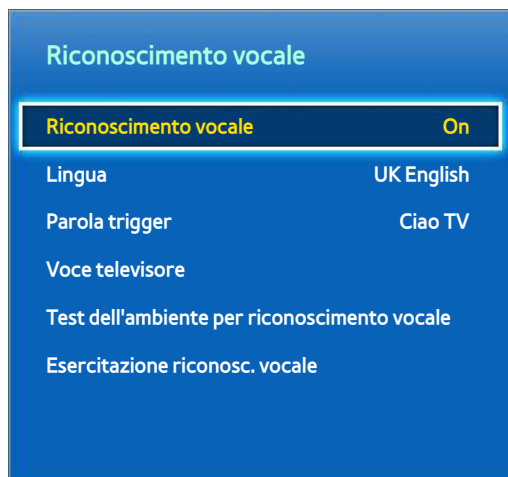 Riconoscimento vocale
Riconoscimento vocale On
Lingua UK English
Parola trigger Ciao TV
Voce televisore
Test dell'ambiente per riconoscimento vocale
Esercitazione riconosc. vocale